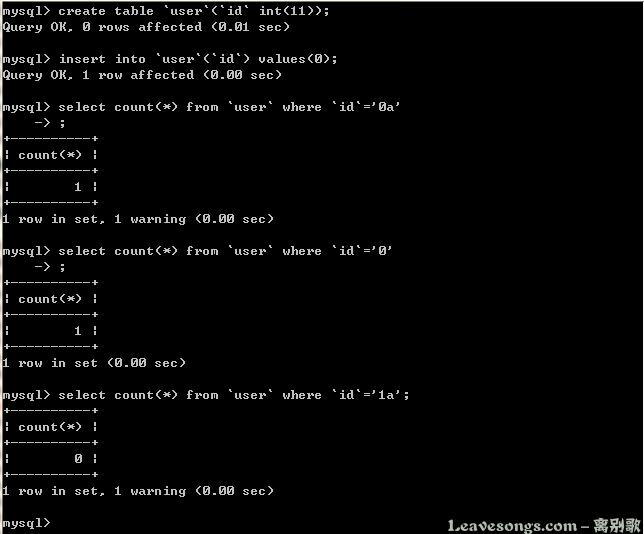 mysql> create table `user`(`id` int(11));
Query OK, 0 rows affected (0.01 sec)
mysql> insert into `user`(`id`) values(0);
Query OK, 1 row affected (0.00 sec)
mysql> select count(*) from `user` where `id`='0a'
    -> ;
+----------+
| count(*) |
+----------+
|        1 |
+----------+
1 row in set, 1 warning (0.00 sec)
mysql> select count(*) from `user` where `id`='0'
    -> ;
+----------+
| count(*) |
+----------+
|        1 |
+----------+
1 row in set (0.00 sec)
mysql> select count(*) from `user` where `id`='1a';
+----------+
| count(*) |
+----------+
|        0 |
+----------+
1 row in set, 1 warning (0.00 sec)
mysql>
Leavesongs.com - 离别歌